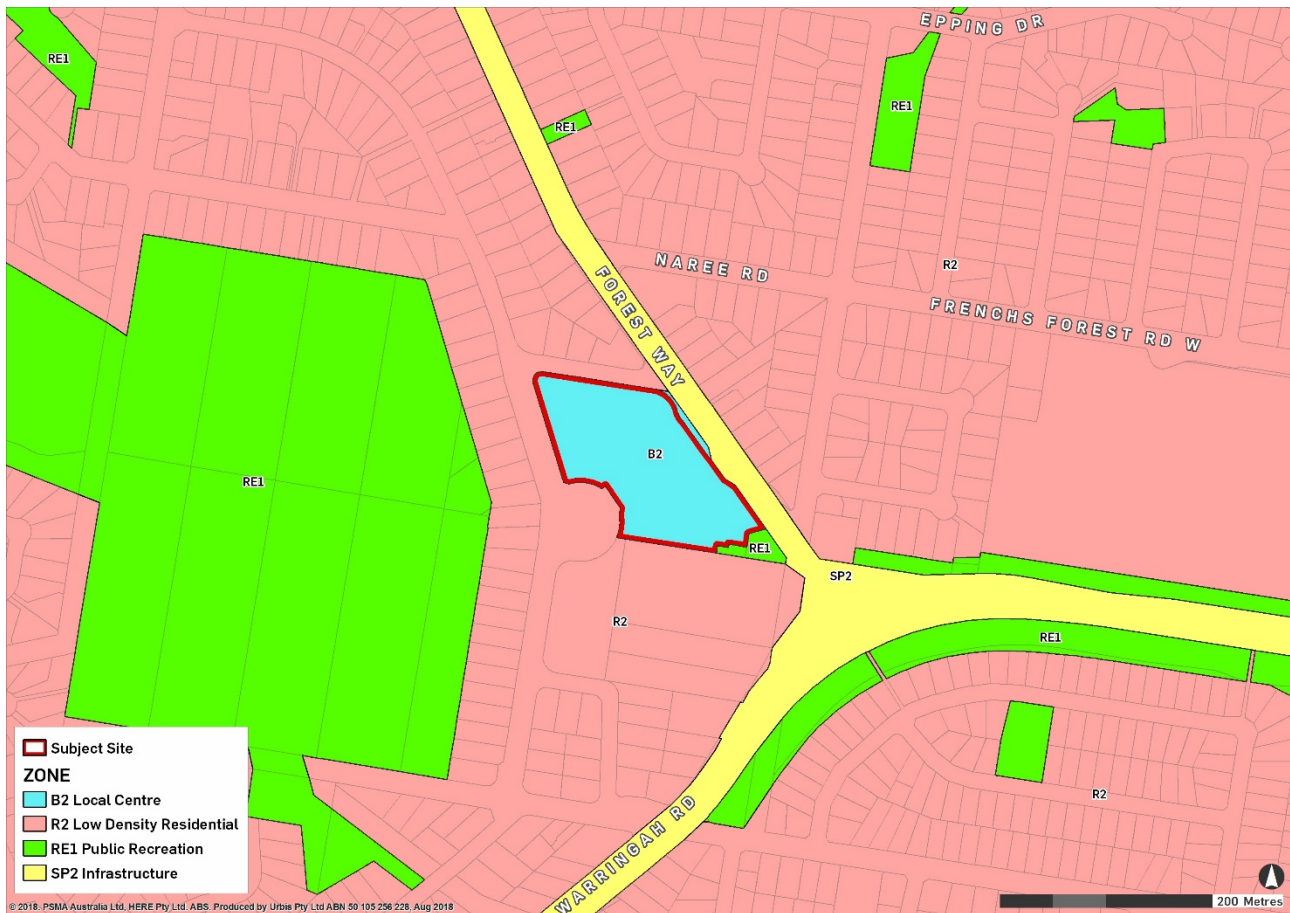 EPPING DR
RE1
RE1
RE1
NAREE RD
R2
FOREST WAY
FRENCHS FOREST RD W
B2
RE1
RE1
SP2
R2
RE1
R2
WARRINGAH RD
Subject Site
ZONE
B2 Local Centre
R2 Low Density Residential
RE1 Public Recreation
SP2 Infrastructure
200 Metres
© 2018. PSMA Australia Ltd, HERE Pty Ltd. ABS. Produced by Urbis Pty Ltd ABN 50 105 256 228, Aug 2018